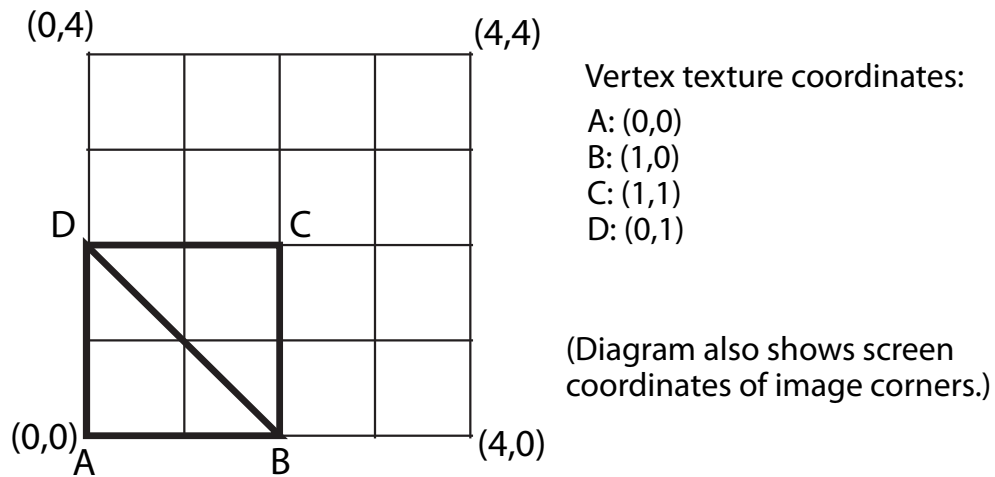 (0,4)
(4,4)
Vertex texture coordinates:
A: (0,0)
B: (1,0)
C: (1,1)
D: (0,1)
D
C
(Diagram also shows screen
coordinates of image corners.)
(0,0)
(4,0)
A
B